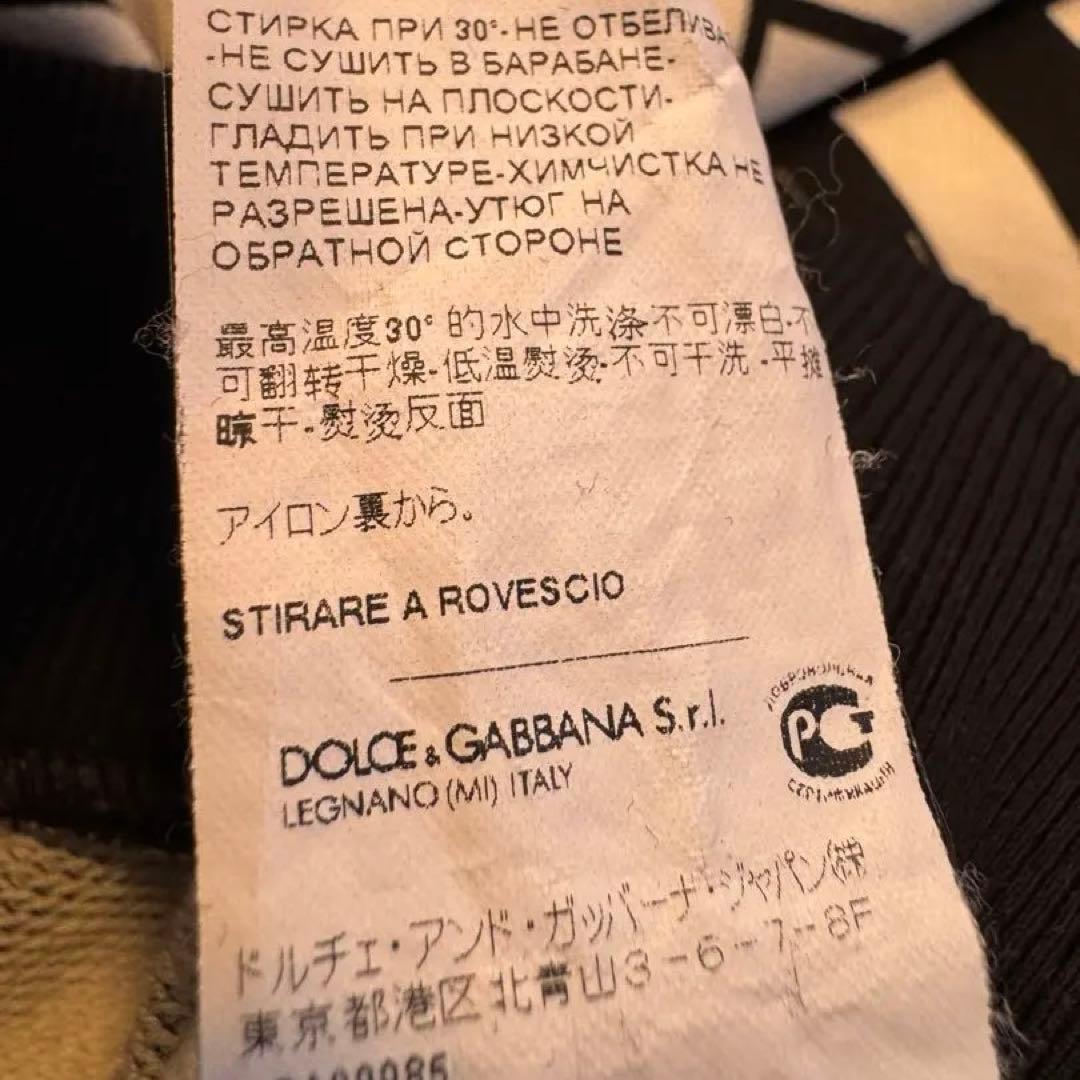 СТИРКА ПРИ 30°-НЕ ОТБЕЛИВА
-НЕ СУШИТЬ В БАРАБАНЕ-
СУШИТЬ НА ПЛОСКОСТИ-
ГЛАДИТЬ ПРИ НИЗКОЙ
ТЕМПЕРАТУРЕ-ХИМЧИСТКА НЕ
РАЗРЕШЕНА-УТЮГ НА
ОБРАТНОЙ СТОРОНЕ
最高温度30°的水中洗涤-不可漂白-不
可翻转干燥-低温熨烫-不可干洗-平摊
晾干-熨烫反面
アイロン裏から。
STIRARE A ROVESCIO
DOLCE & GABBANA S.r.l.
LEGNANO (MI) ITALY
ДОБРОВОЛЬНАЯ
РСТ
СЕРТИФИКАЦИЯ
ドルチェ・アンド・ガッバーナ・ジャパン㈱
東京都港区北青山3-6-7-8F